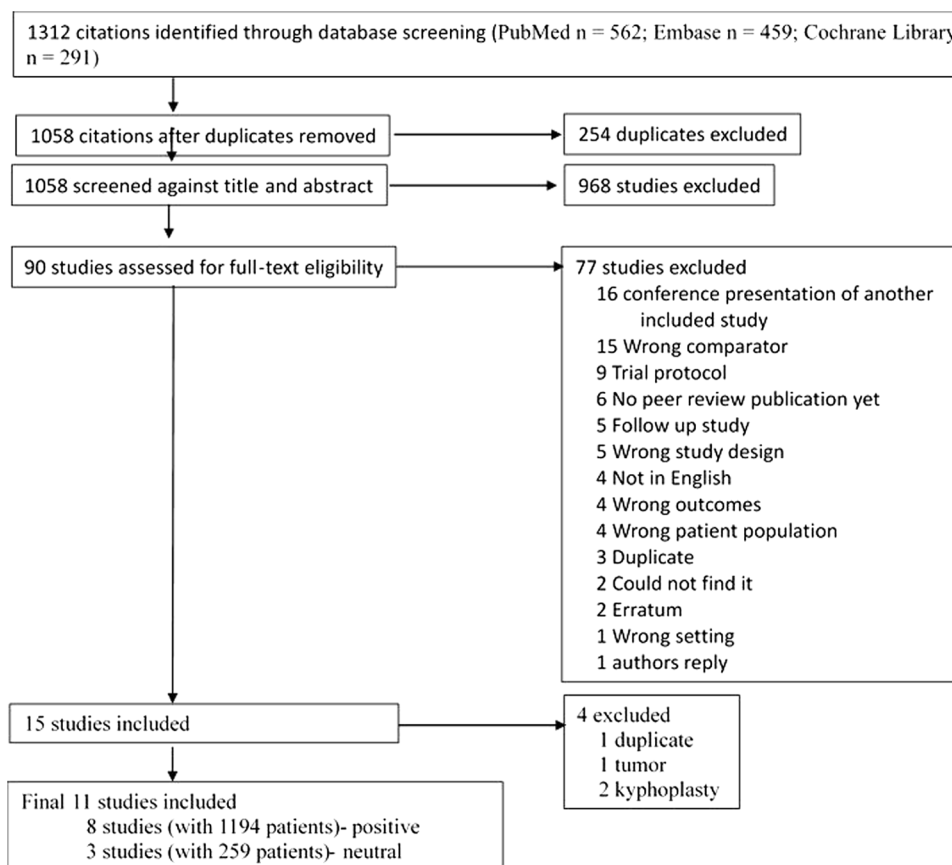 1312 citations identified through database screening (PubMed n = 562; Embase n = 459; Cochrane Library
n = 291)
1058 citations after duplicates removed
254 duplicates excluded
1058 screened against title and abstract
968 studies excluded
90 studies assessed for full-text eligibility
77 studies excluded
16 conference presentation of another
included study
15 Wrong comparator
9 Trial protocol
6 No peer review publication yet
5 Follow up study
5 Wrong study design
4 Not in English
4 Wrong outcomes
4 Wrong patient population
3 Duplicate
2 Could not find it
2 Erratum
1 Wrong setting
1 authors reply
15 studies included
4 excluded
1 duplicate
1 tumor
2 kyphoplasty
Final 11 studies included
8 studies (with 1194 patients)- positive
3 studies (with 259 patients)- neutral